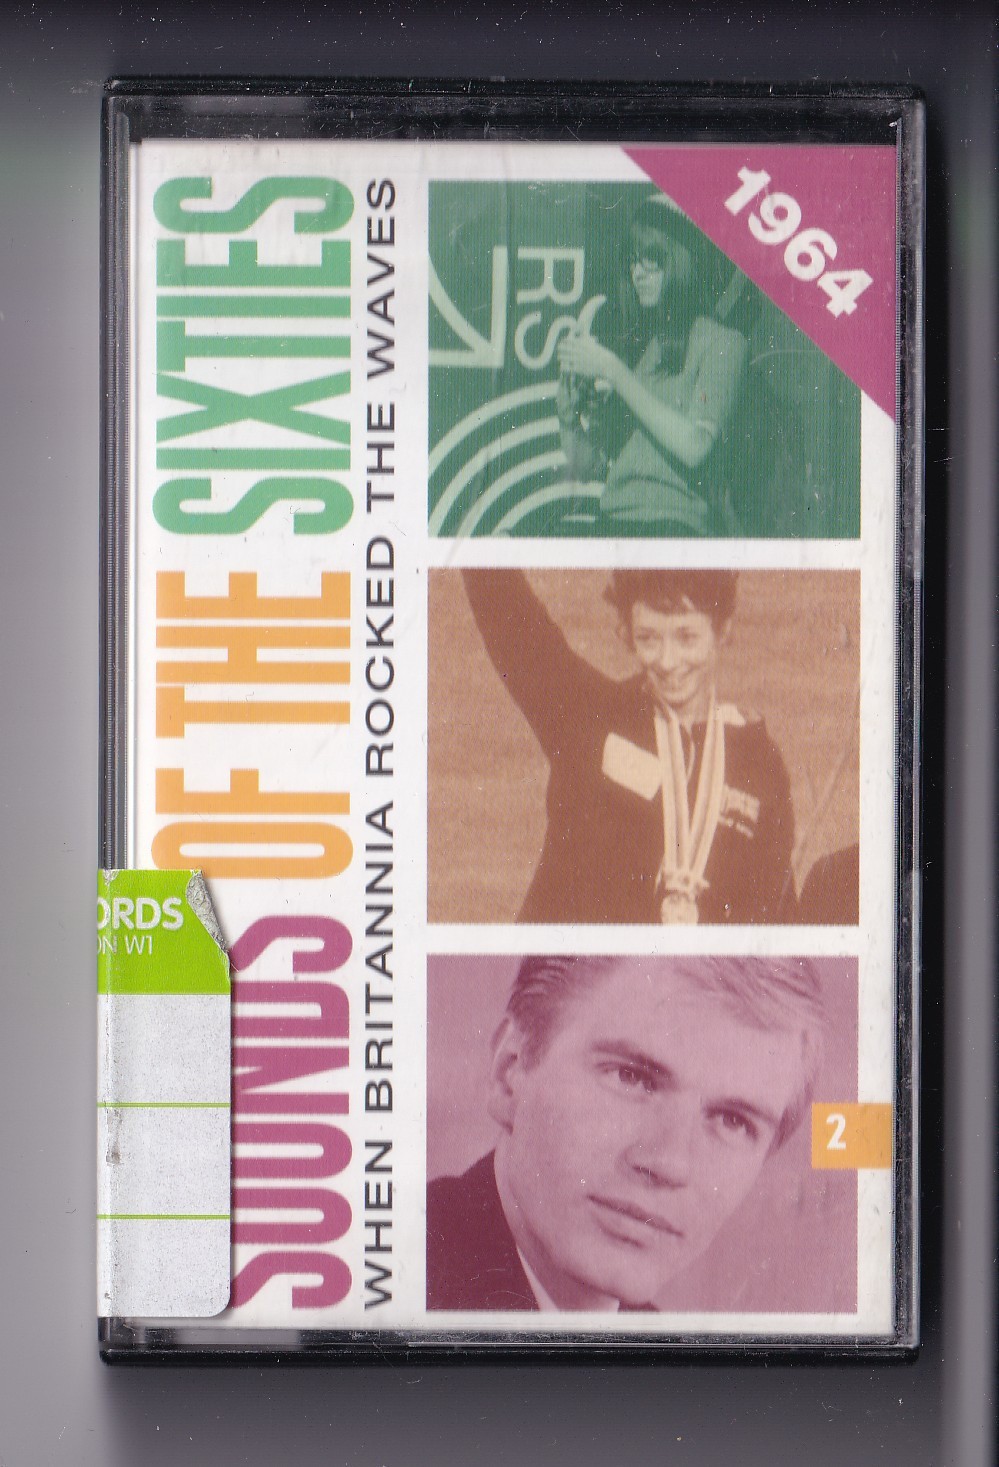 1964
SOUNDS OF THE SIXTIES
WHEN BRITANNIA ROCKED THE WAVES
RS
2
ORDS
ON W1